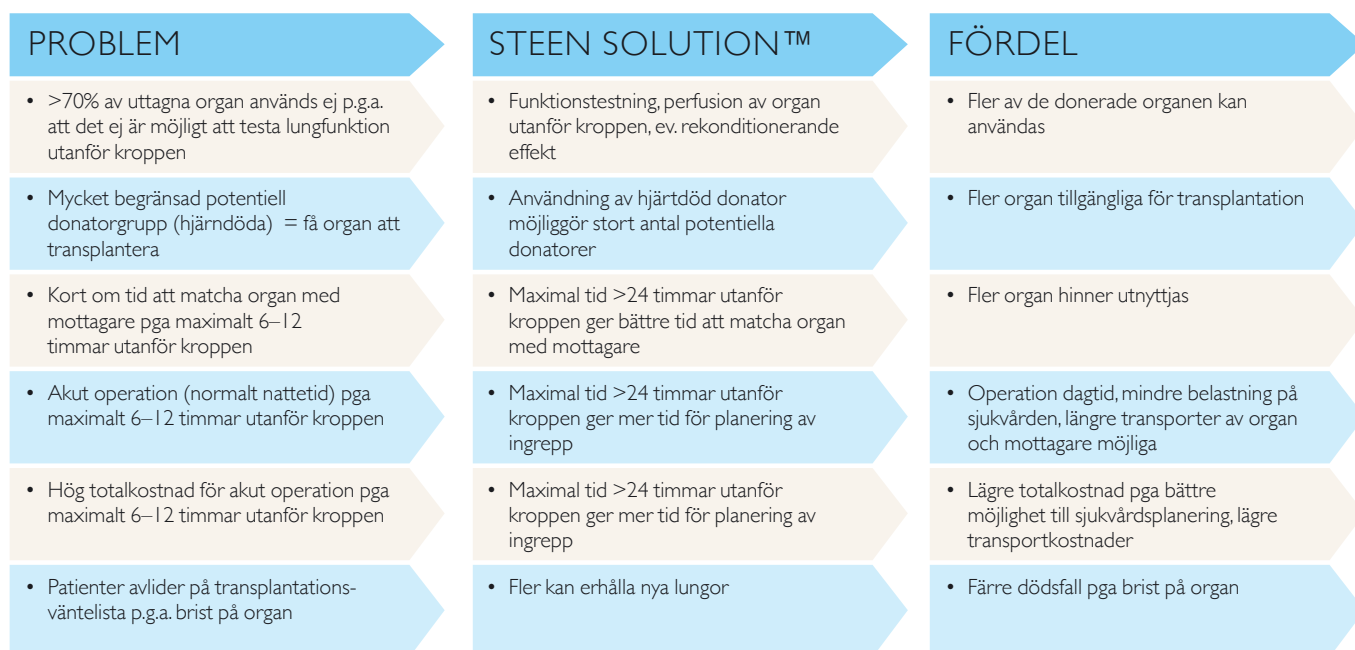 PROBLEM
STEEN SOLUTION™
FÖRDEL
• >70% av uttagna organ används ej p.g.a.
att det ej är möjligt att testa lungfunktion
utanför kroppen
• Funktionstestning, perfusion av organ
utanför kroppen, ev. rekonditionerande
effekt
• Fler av de donerade organen kan
användas
• Mycket begränsad potentiell
donatorgrupp (hjärndöda) = få organ att
transplantera
• Användning av hjärtdöd donator
möjliggör stort antal potentiella
donatorer
• Fler organ tillgängliga för transplantation
• Kort om tid att matcha organ med
mottagare pga maximalt 6–12
timmar utanför kroppen
• Maximal tid >24 timmar utanför
kroppen ger bättre tid att matcha organ
med mottagare
• Fler organ hinner utnyttjas
• Akut operation (normalt nattetid) pga
maximalt 6–12 timmar utanför kroppen
• Maximal tid >24 timmar utanför
kroppen ger mer tid för planering av
ingrepp
• Operation dagtid, mindre belastning på
sjukvården, längre transporter av organ
och mottagare möjliga
• Hög totalkostnad för akut operation pga
maximalt 6–12 timmar utanför kroppen
• Maximal tid >24 timmar utanför
kroppen ger mer tid för planering av
ingrepp
• Lägre totalkostnad pga bättre
möjlighet till sjukvårdsplanering, lägre
transportkostnader
• Patienter avlider på transplantations-
väntelista p.g.a. brist på organ
• Fler kan erhålla nya lungor
• Färre dödsfall pga brist på organ